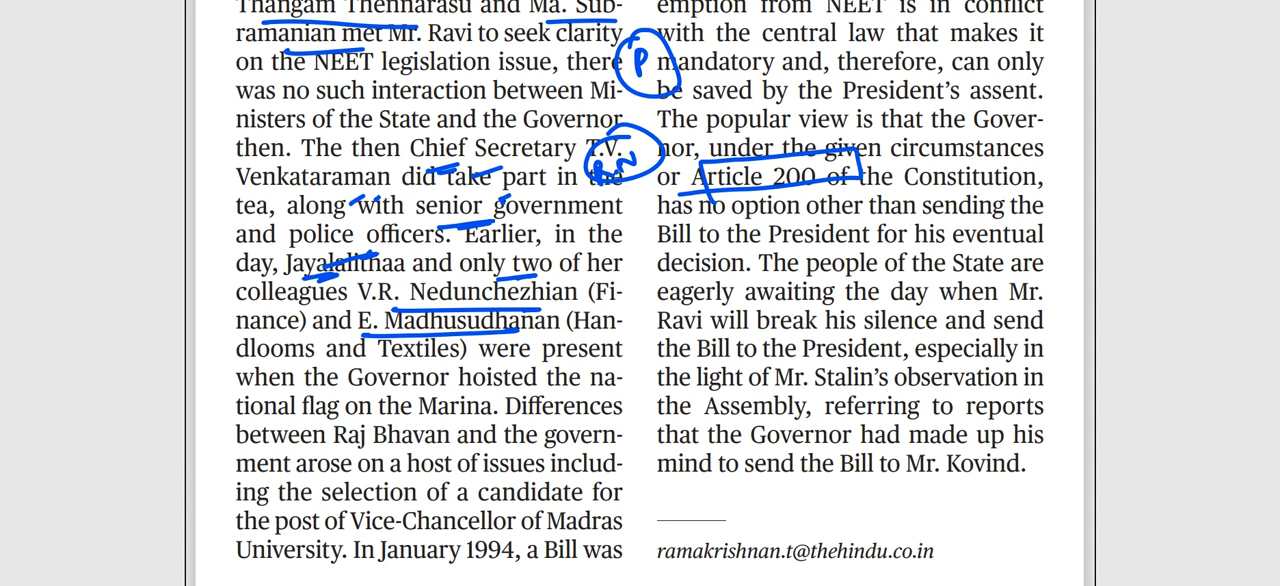 Thangam Thennarasu and Ma. Sub-
ramanian met Mr. Ravi to seek clarity
on the NEET legislation issue, there
was no such interaction between Mi-
nisters of the State and the Governor
then. The then Chief Secretary T.V.
Venkataraman did take part in the
tea, along with senior government
and police officers. Earlier, in the
day, Jayalalithaa and only two of her
colleagues V.R. Nedunchezhian (Fi-
nance) and E. Madhusudhanan (Han-
dlooms and Textiles) were present
when the Governor hoisted the na-
tional flag on the Marina. Differences
between Raj Bhavan and the govern-
ment arose on a host of issues includ-
ing the selection of a candidate for
the post of Vice-Chancellor of Madras
University. In January 1994, a Bill was
P
RN
emption from NEET is in conflict
with the central law that makes it
mandatory and, therefore, can only
be saved by the President's assent.
The popular view is that the Gover-
nor, under the given circumstances
or Article 200 of the Constitution,
has no option other than sending the
Bill to the President for his eventual
decision. The people of the State are
eagerly awaiting the day when Mr.
Ravi will break his silence and send
the Bill to the President, especially in
the light of Mr. Stalin's observation in
the Assembly, referring to reports
that the Governor had made up his
mind to send the Bill to Mr. Kovind.
ramakrishnan.t@thehindu.co.in